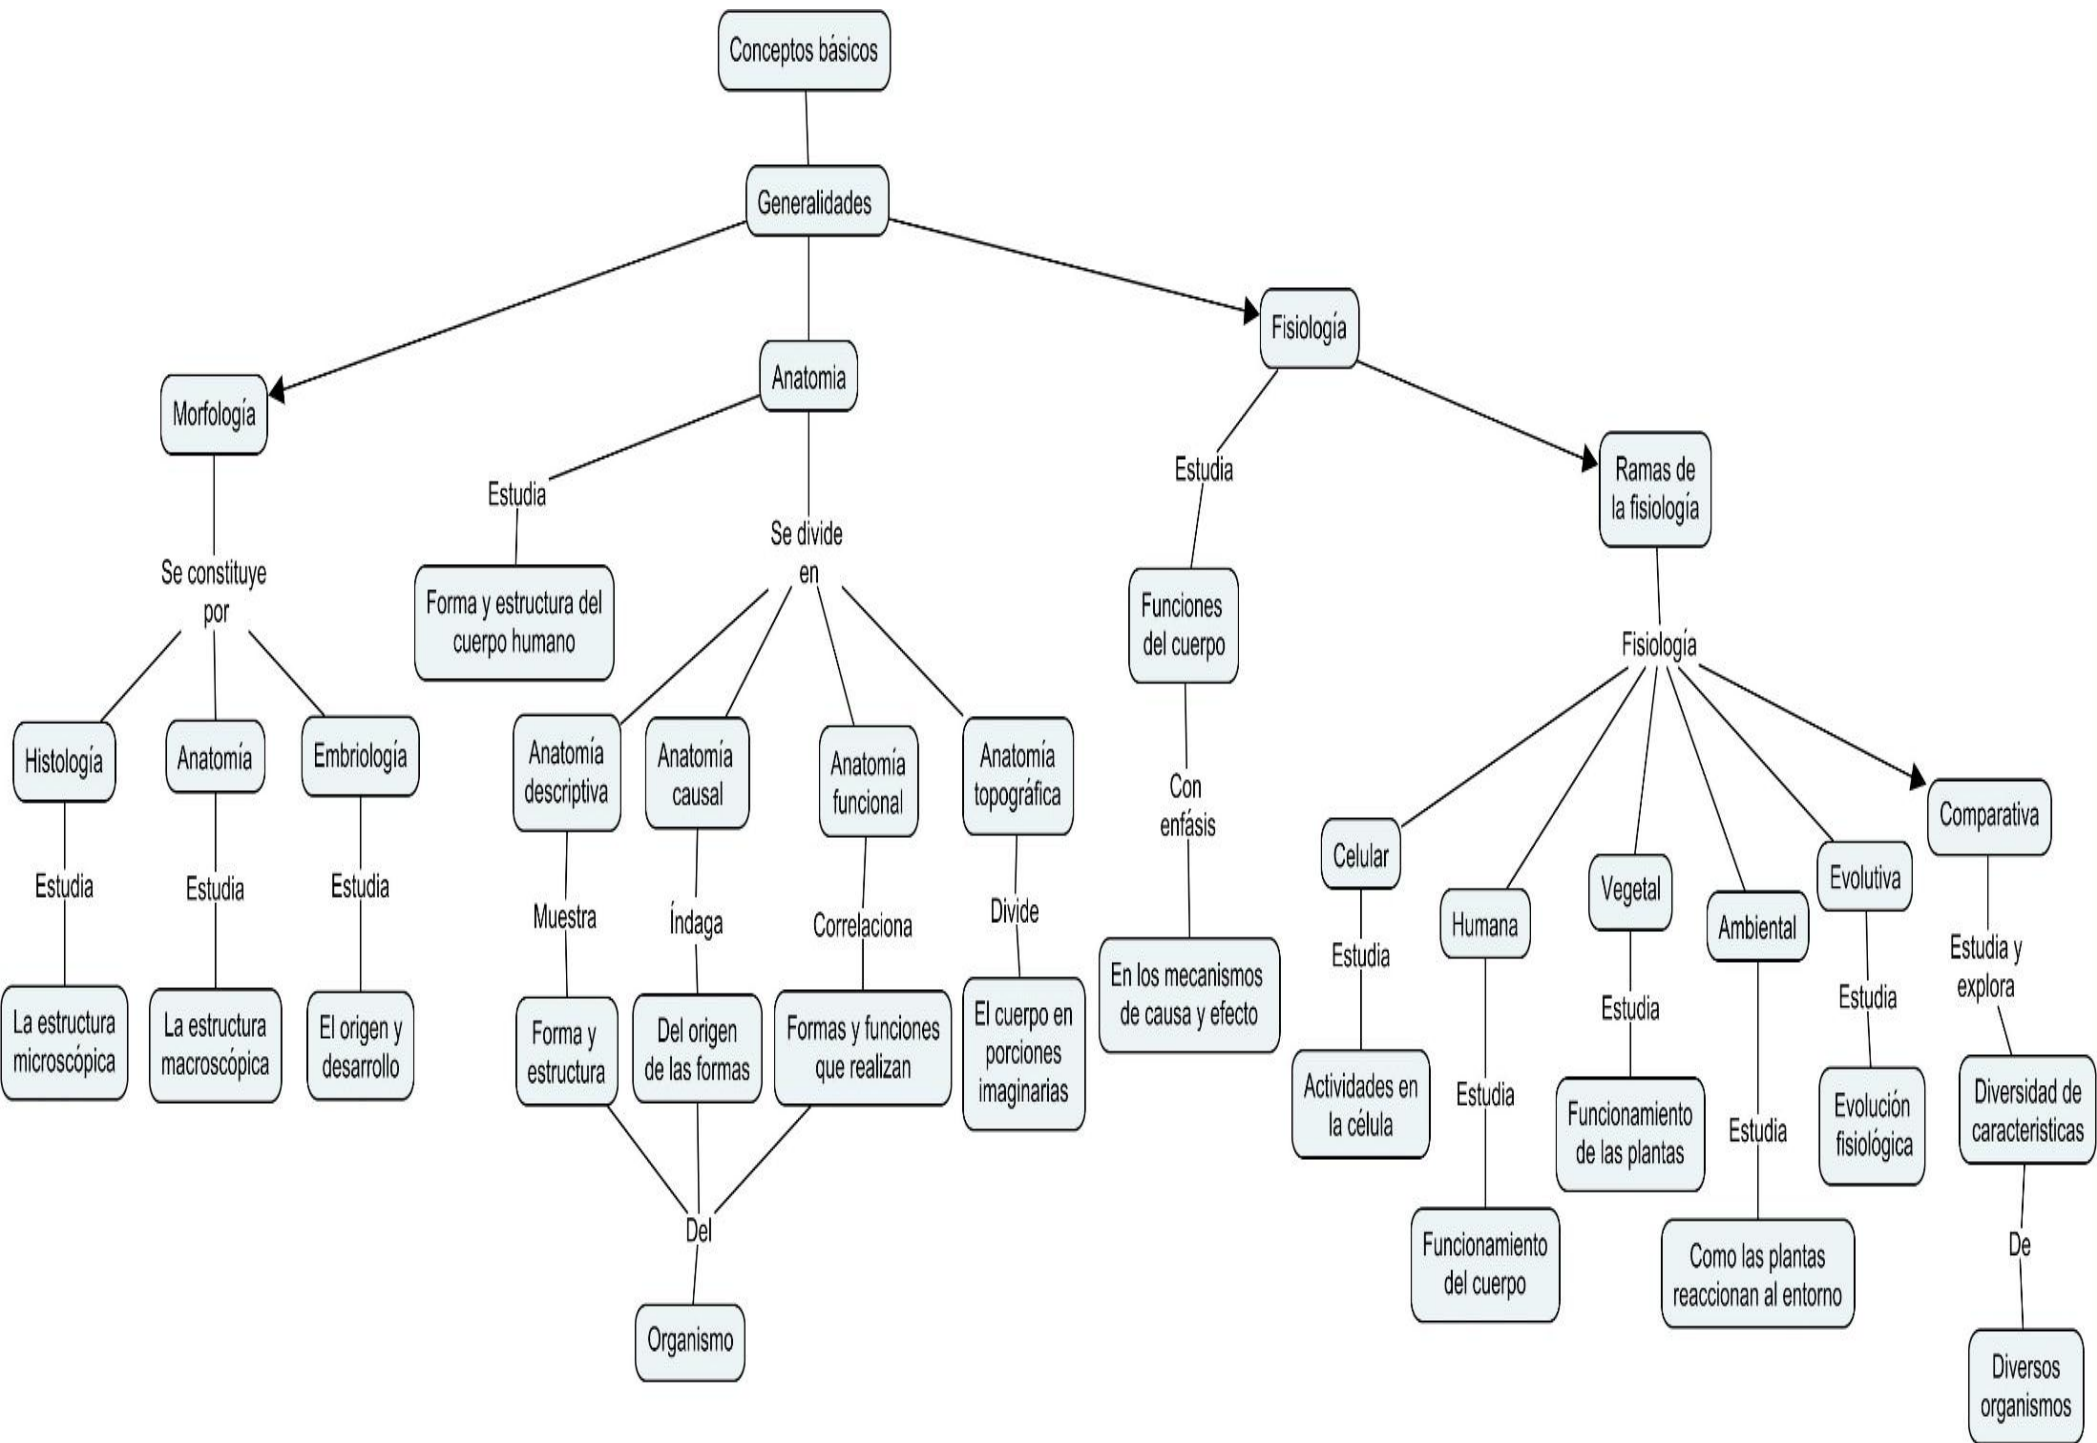 Conceptos básicos
Generalidades
Morfología
Se constituye
por
Histología
Estudia
La estructura
microscópica
Anatomía
Estudia
La estructura
macroscópica
Embriología
Estudia
El origen y
desarrollo
Anatomia
Estudia
Forma y estructura del
cuerpo humano
Se divide
en
Anatomía
descriptiva
Muestra
Forma y
estructura
Anatomía
causal
Índaga
Del origen
de las formas
Anatomía
funcional
Correlaciona
Formas y funciones
que realizan
Del
Organismo
Anatomía
topográfica
Divide
El cuerpo en
porciones
imaginarias
Fisiología
Estudia
Funciones
del cuerpo
Con
enfásis
En los mecanismos
de causa y efecto
Ramas de
la fisiología
Fisiología
Celular
Estudia
Actividades en
la célula
Humana
Estudia
Funcionamiento
del cuerpo
Vegetal
Estudia
Funcionamiento
de las plantas
Ambiental
Estudia
Como las plantas
reaccionan al entorno
Evolutiva
Estudia
Evolución
fisiológica
Comparativa
Estudia y
explora
Diversidad de
caracteristicas
De
Diversos
organismos